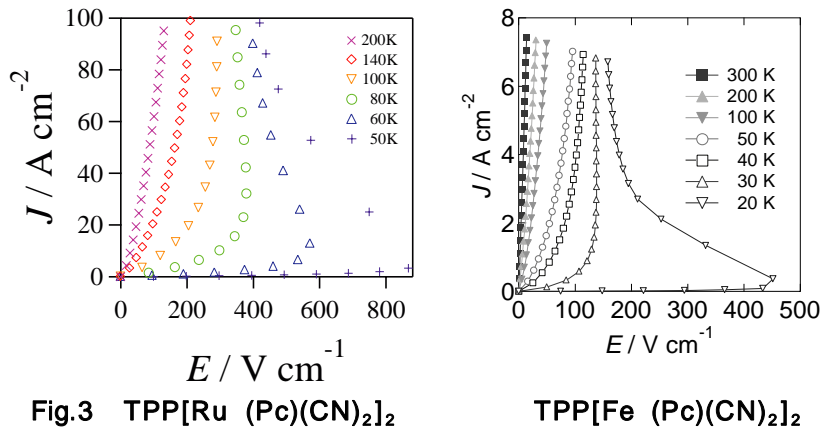 J / A cm-2
100
80
60
40
20
0
200K
140K
100K
80K
60K
50K
0 200 400 600 800
E / V cm-1
J / A cm-2
8
6
4
2
0
300 K
200 K
100 K
50 K
40 K
30 K
20 K
0 100 200 300 400 500
E / V cm-1
Fig.3 TPP[Ru (Pc)(CN)2]2
TPP[Fe (Pc)(CN)2]2